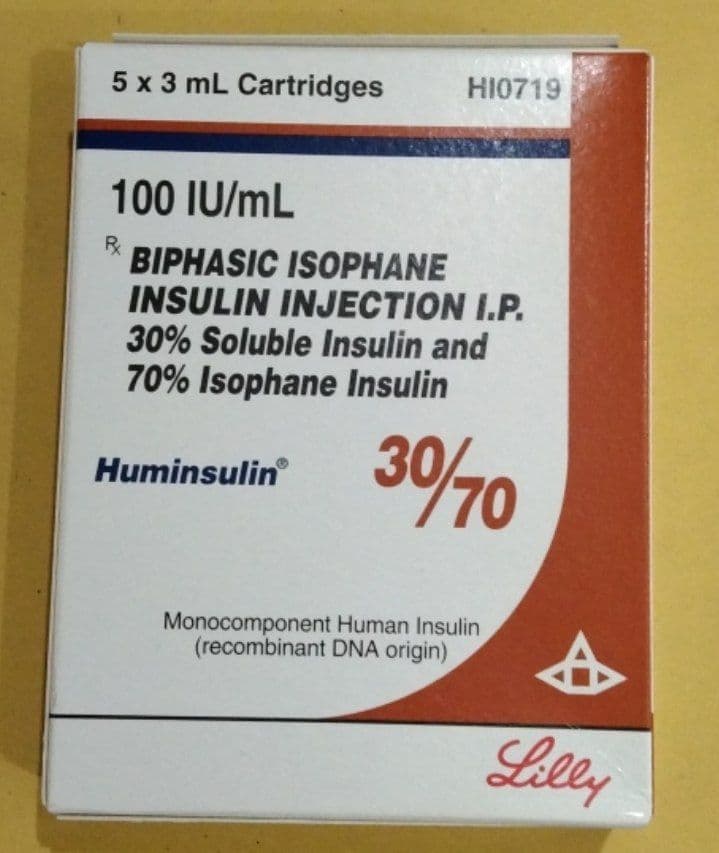 5 x 3 mL Cartridges HI0719
100 IU/mL
℞ BIPHASIC ISOPHANE
INSULIN INJECTION I.P.
30% Soluble Insulin and
70% Isophane Insulin
Huminsulin® 30/70
Monocomponent Human Insulin
(recombinant DNA origin)
Lilly